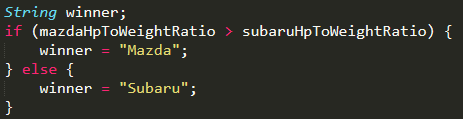 String winner;
if (mazdaHpToWeightRatio > subaruHpToWeightRatio) {
    winner = "Mazda";
} else {
    winner = "Subaru";
}